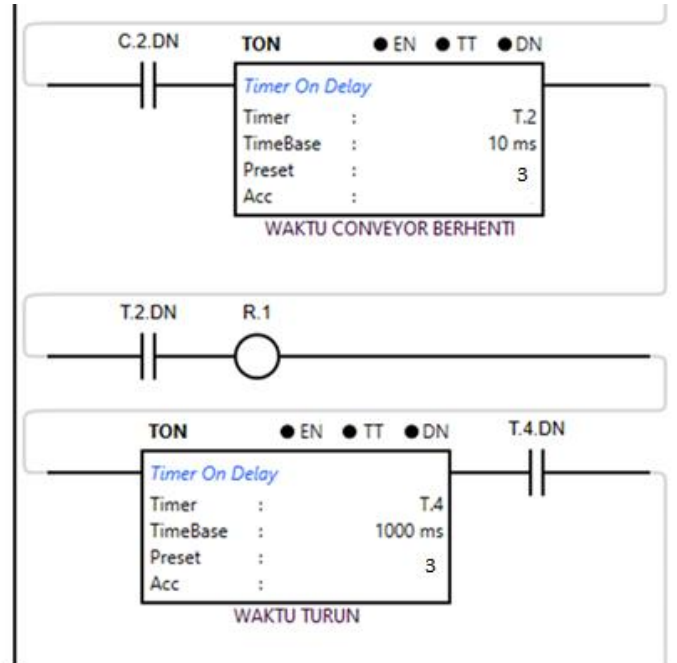 C.2.DN TON EN TT DN
Timer On Delay
Timer : T.2
TimeBase : 10 ms
Preset : 3
Acc :
WAKTU CONVEYOR BERHENTI
T.2.DN R.1
TON EN TT DN T.4.DN
Timer On Delay
Timer : T.4
TimeBase : 1000 ms
Preset : 3
Acc :
WAKTU TURUN